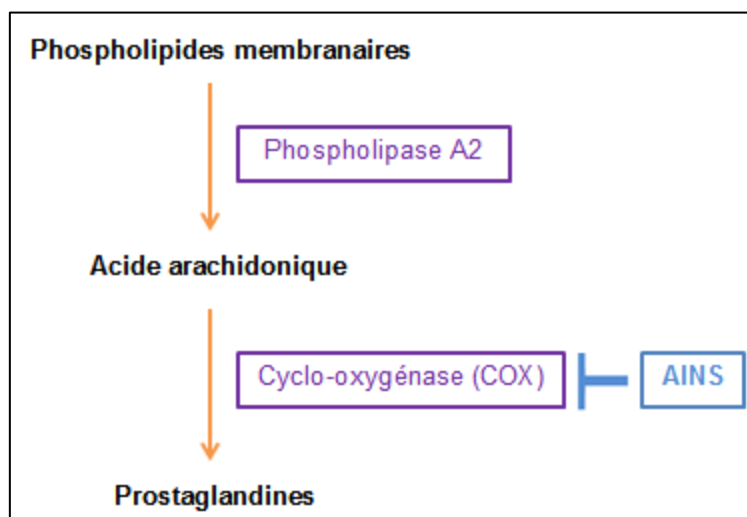 Phospholipides membranaires
Phospholipase A2
Acide arachidonique
Cyclo-oxygénase (COX)
AINS
Prostaglandines